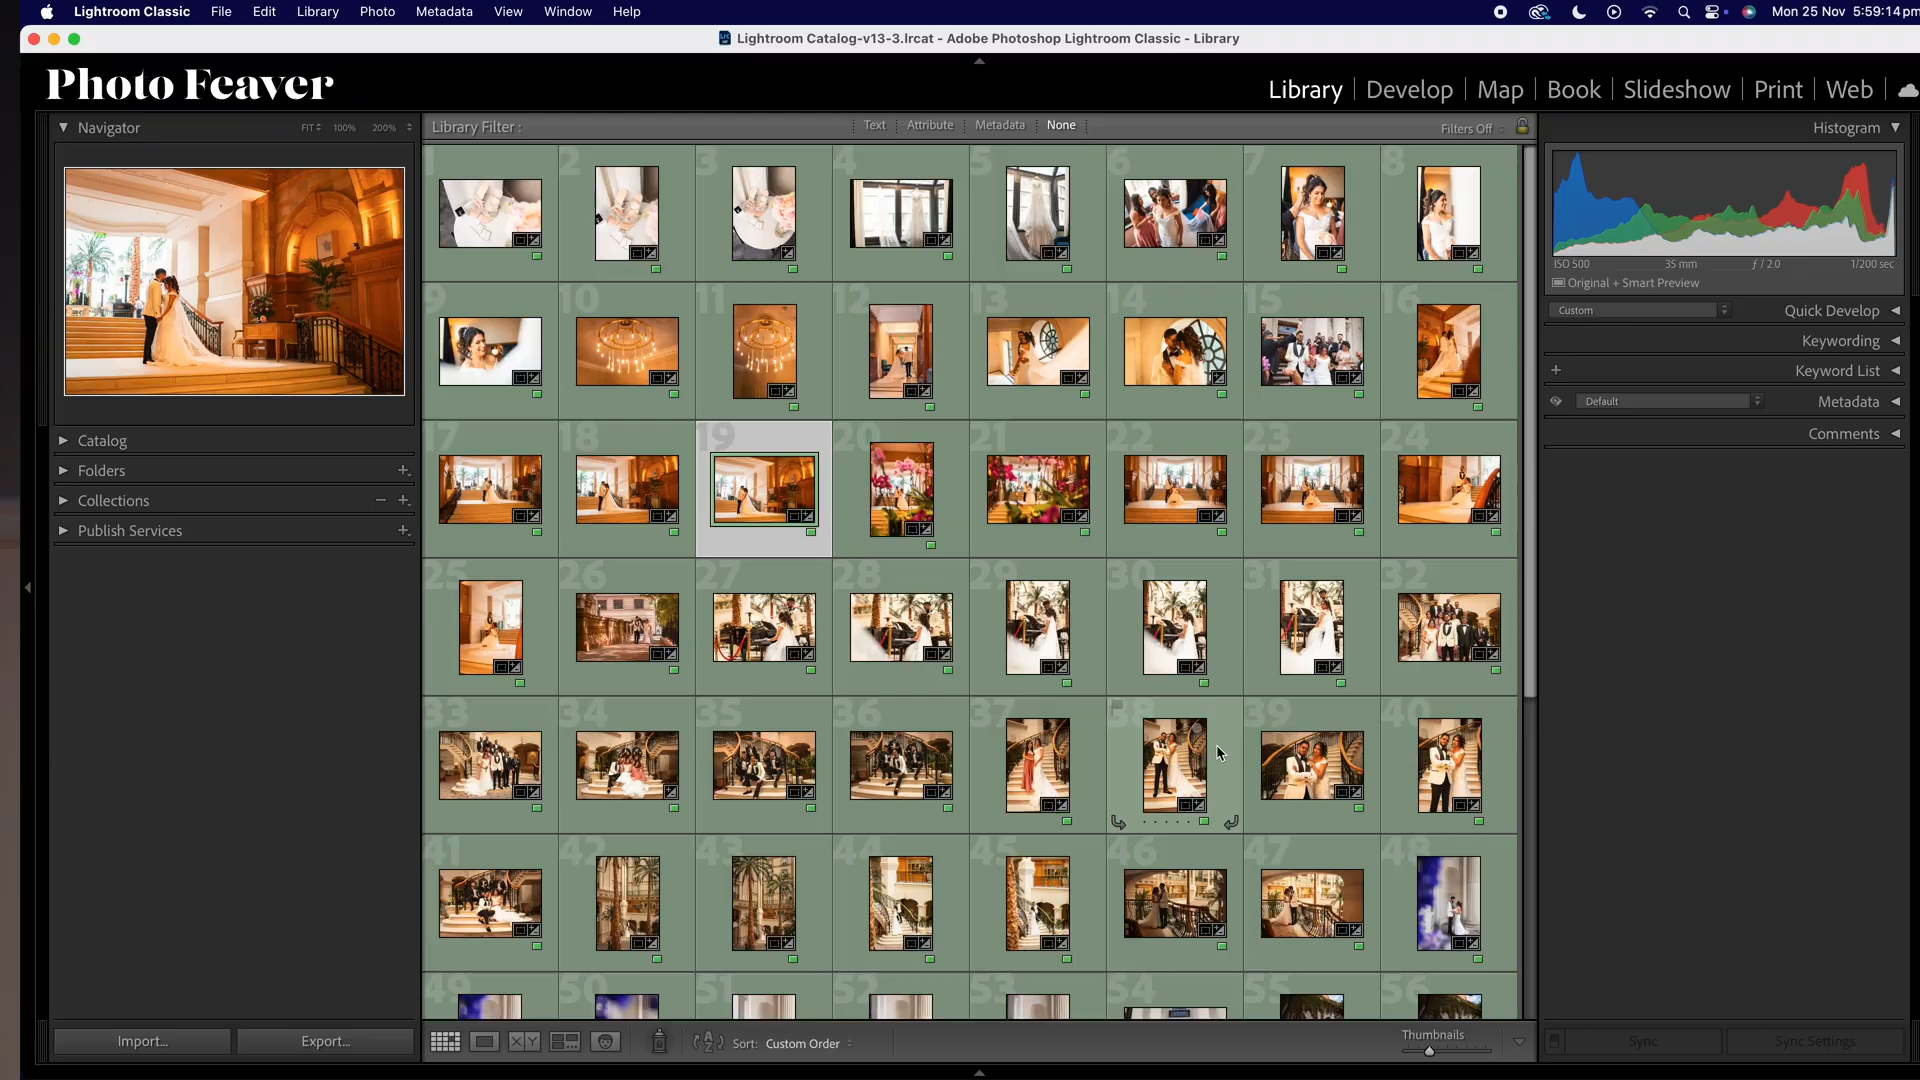 Lightroom Classic File Edit Library Photo Metadata View Window Help Mon 25 Nov 5:59:14pm
Lightroom Catalog-v13-3.lrcat - Adobe Photoshop Lightroom Classic - Library
Photo Feaver
Library Develop Map Book Slideshow Print Web
Navigator FIT 100% 200%
Library Filter : Text Attribute Metadata None Filters Off
Histogram
ISO 500 35 mm ƒ / 2.0 1/200 sec
Original + Smart Preview
Custom Quick Develop
Keywording
Keyword List
Default Metadata
Comments
Catalog
Folders
Collections
Publish Services
1 2 3 4 5 6 7 8
9 10 11 12 13 14 15 16
17 18 19 20 21 22 23 24
25 26 27 28 29 30 31 32
33 34 35 36 37 38 39 40
41 42 43 44 45 46 47 48
49 50 51 52 53 54 55 56
Import... Export...
XY
Sort: Custom Order
Thumbnails
Sync Sync Settings